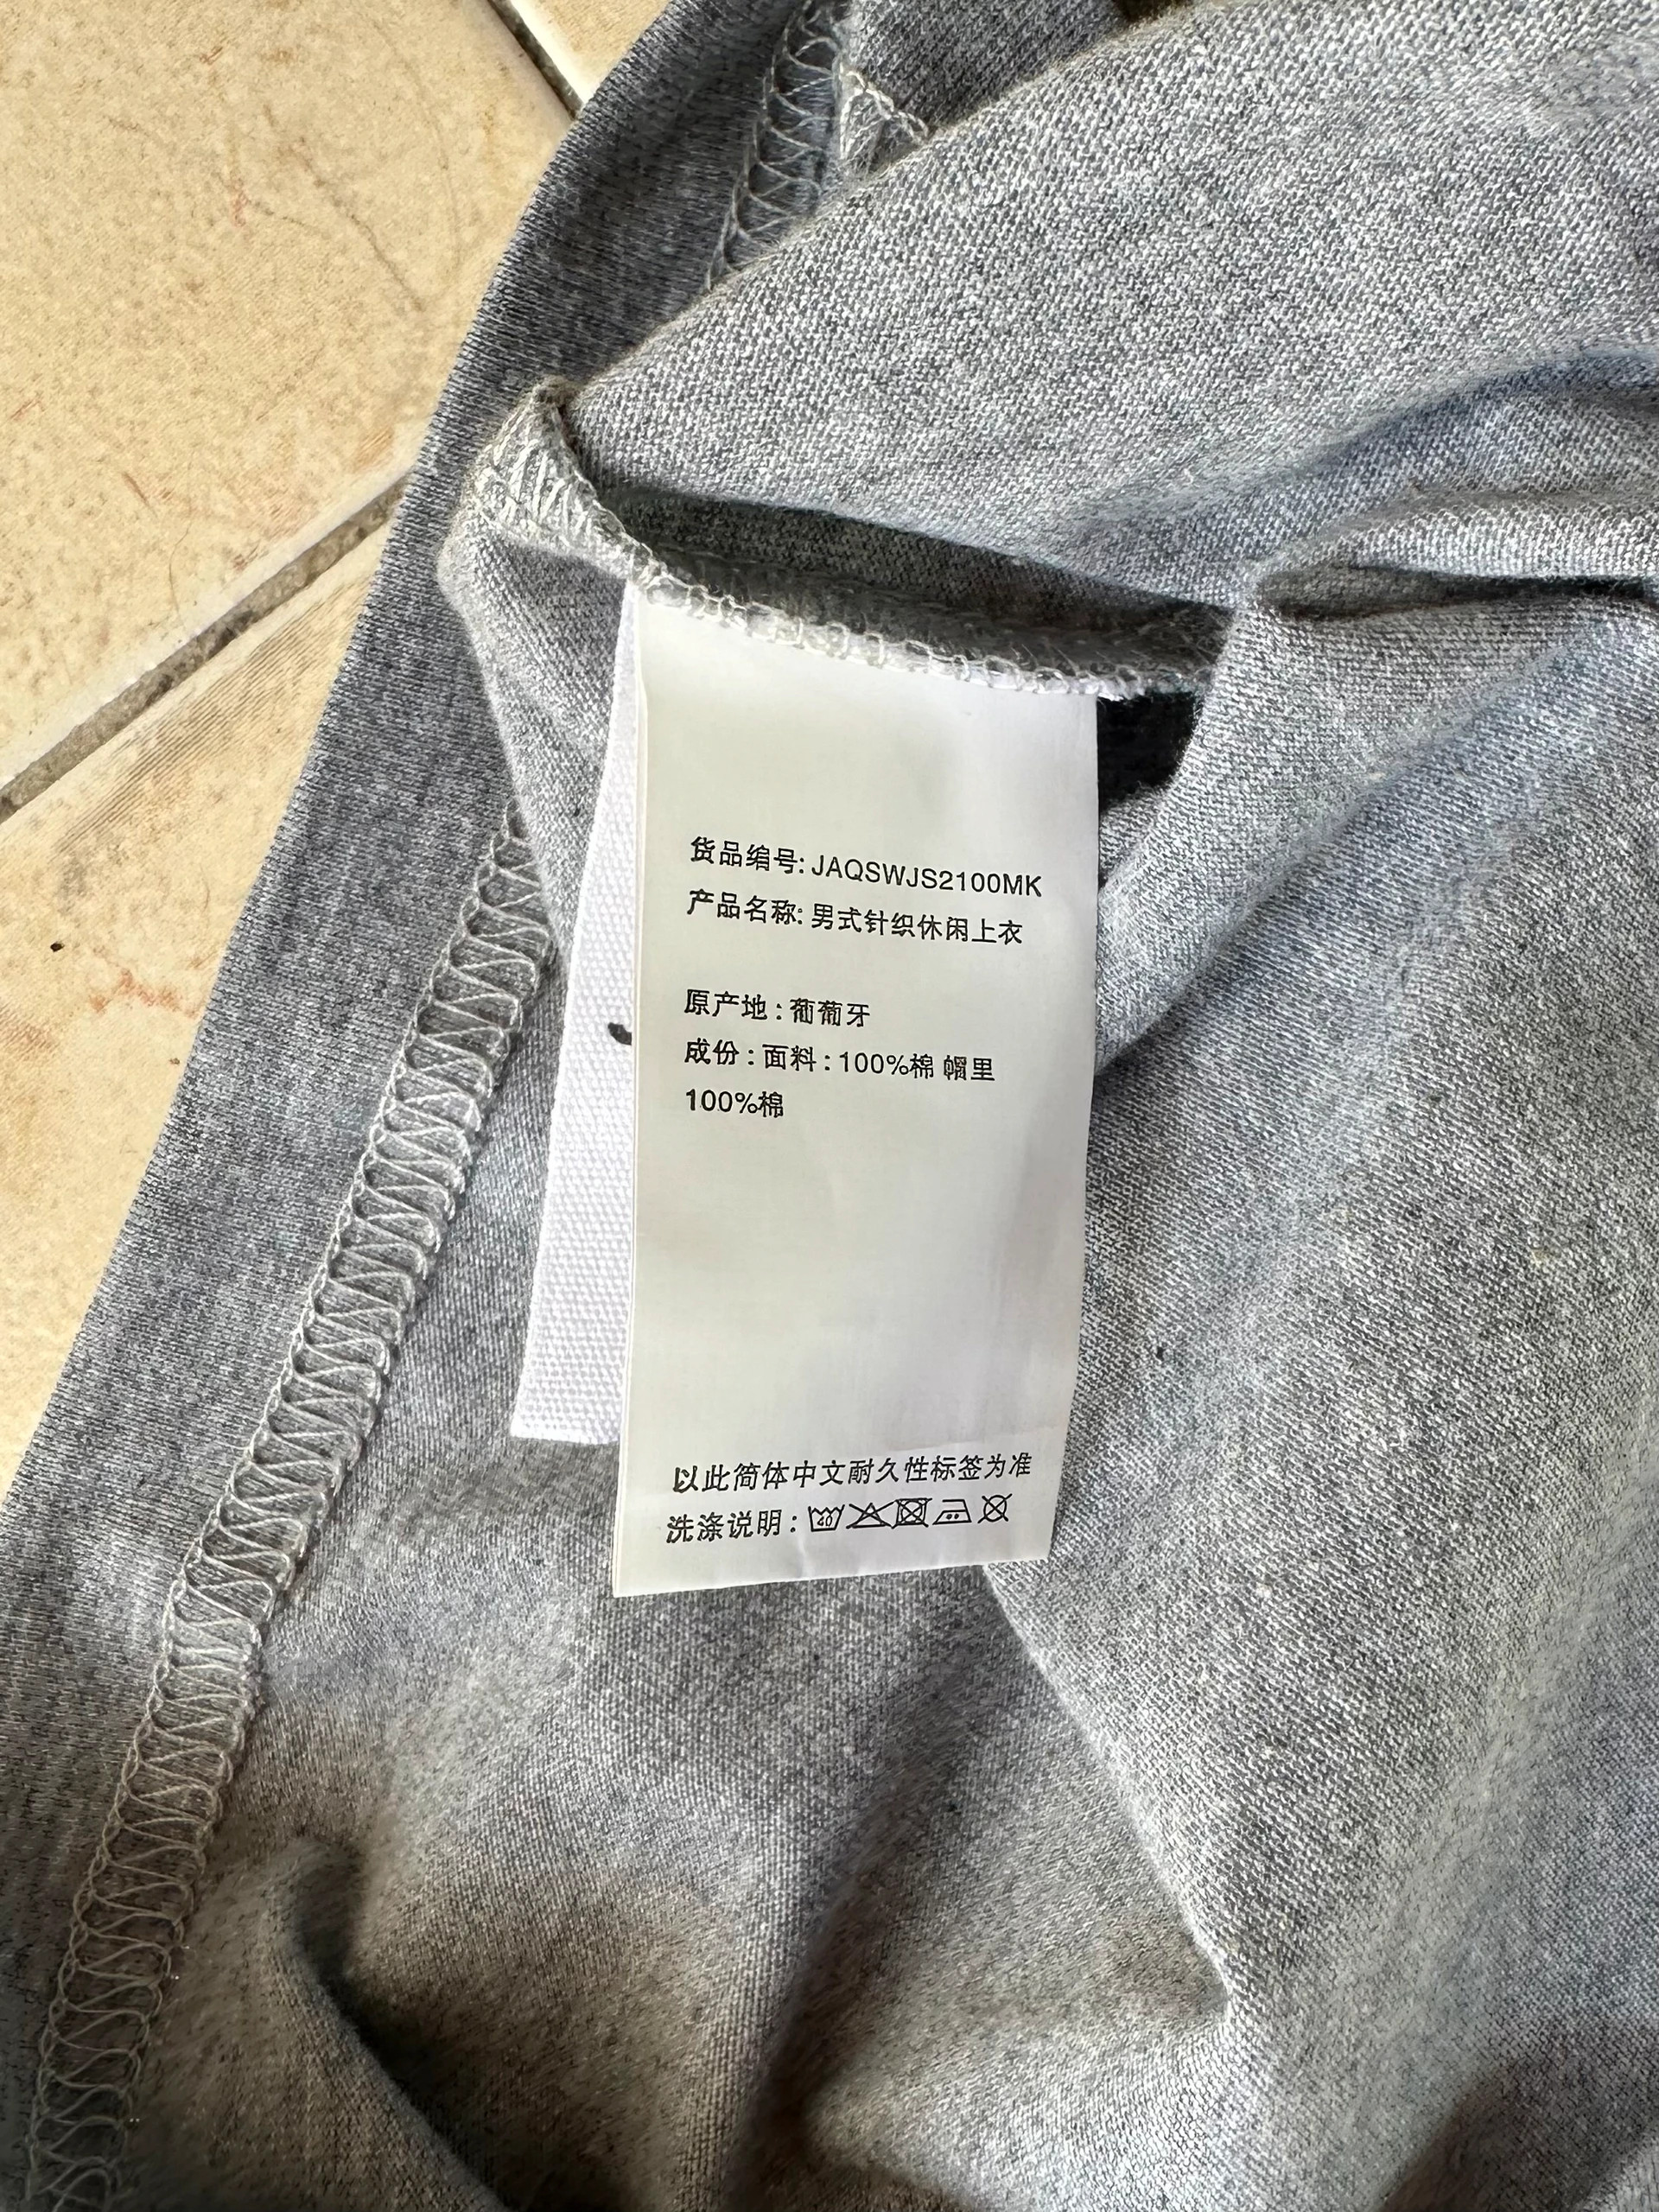 货品编号: JAQSWJS2100MK
产品名称: 男式针织休闲上衣
原产地 : 葡萄牙
成份 : 面料 : 100%棉 帽里
100%棉
以此简体中文耐久性标签为准
洗涤说明 : 40